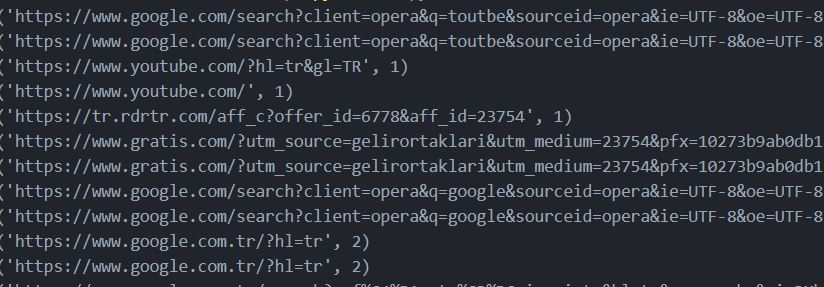 ('https://www.google.com/search?client=opera&q=toutbe&sourceid=opera&ie=UTF-8&oe=UTF-8
('https://www.google.com/search?client=opera&q=toutbe&sourceid=opera&ie=UTF-8&oe=UTF-8
('https://www.youtube.com/?hl=tr&gl=TR', 1)
('https://www.youtube.com/', 1)
('https://tr.rdrtr.com/aff_c?offer_id=6778&aff_id=23754', 1)
('https://www.gratis.com/?utm_source=gelirortaklari&utm_medium=23754&pfx=10273b9ab0db1
('https://www.gratis.com/?utm_source=gelirortaklari&utm_medium=23754&pfx=10273b9ab0db1
('https://www.google.com/search?client=opera&q=google&sourceid=opera&ie=UTF-8&oe=UTF-8
('https://www.google.com/search?client=opera&q=google&sourceid=opera&ie=UTF-8&oe=UTF-8
('https://www.google.com.tr/?hl=tr', 2)
('https://www.google.com.tr/?hl=tr', 2)